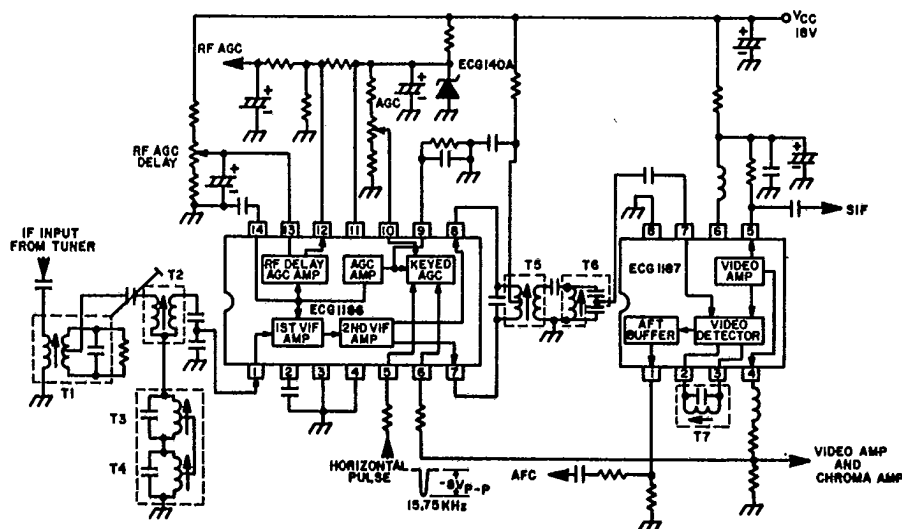 VCC
18V
RF AGC
ECG140A
AGC
RF AGC
DELAY
SIF
IF INPUT
FROM TUNER
14 13 12 11 10 9 8
8 7 6 5
RF DELAY
AGC AMP
AGC
AMP
KEYED
AGC
ECG1186
1ST VIF
AMP
2ND VIF
AMP
1 2 3 4 5 6 7
T1
T2
T3
T4
T5
T6
ECG1187
VIDEO
AMP
AFT
BUFFER
VIDEO
DETECTOR
1 2 3 4
T7
HORIZONTAL
PULSE
-8VP-P
15.75KHz
AFC
VIDEO AMP
AND
CHROMA AMP